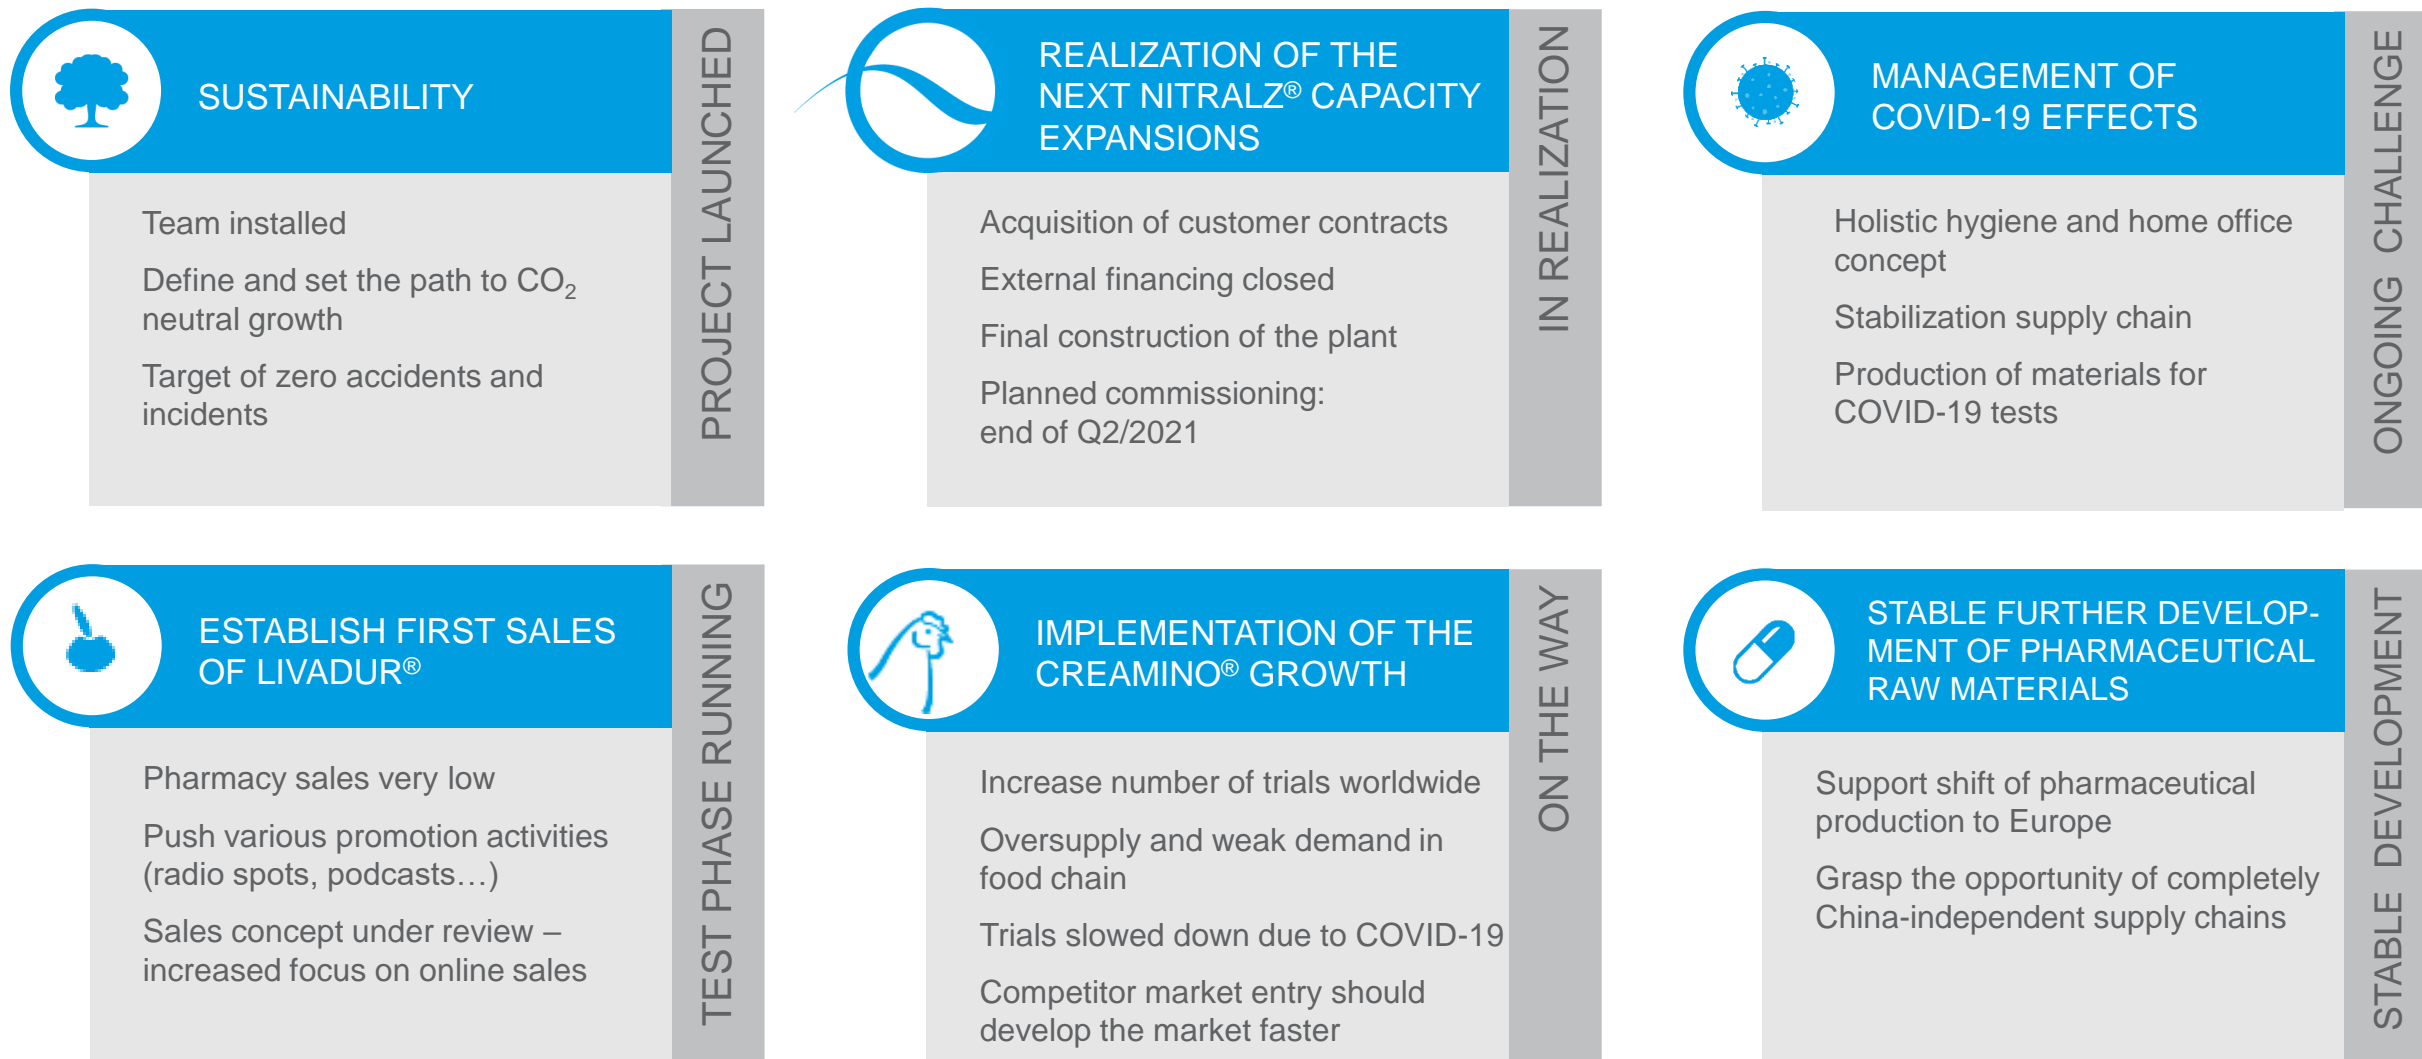 SUSTAINABILITY
PROJECT LAUNCHED
Team installed
Define and set the path to CO₂
neutral growth
Target of zero accidents and
incidents
REALIZATION OF THE
NEXT NITRALZ® CAPACITY
EXPANSIONS
IN REALIZATION
Acquisition of customer contracts
External financing closed
Final construction of the plant
Planned commissioning:
end of Q2/2021
MANAGEMENT OF
COVID-19 EFFECTS
ONGOING CHALLENGE
Holistic hygiene and home office
concept
Stabilization supply chain
Production of materials for
COVID-19 tests
ESTABLISH FIRST SALES
OF LIVADUR®
TEST PHASE RUNNING
Pharmacy sales very low
Push various promotion activities
(radio spots, podcasts…)
Sales concept under review –
increased focus on online sales
IMPLEMENTATION OF THE
CREAMINO® GROWTH
ON THE WAY
Increase number of trials worldwide
Oversupply and weak demand in
food chain
Trials slowed down due to COVID-19
Competitor market entry should
develop the market faster
STABLE FURTHER DEVELOP-
MENT OF PHARMACEUTICAL
RAW MATERIALS
STABLE DEVELOPMENT
Support shift of pharmaceutical
production to Europe
Grasp the opportunity of completely
China-independent supply chains